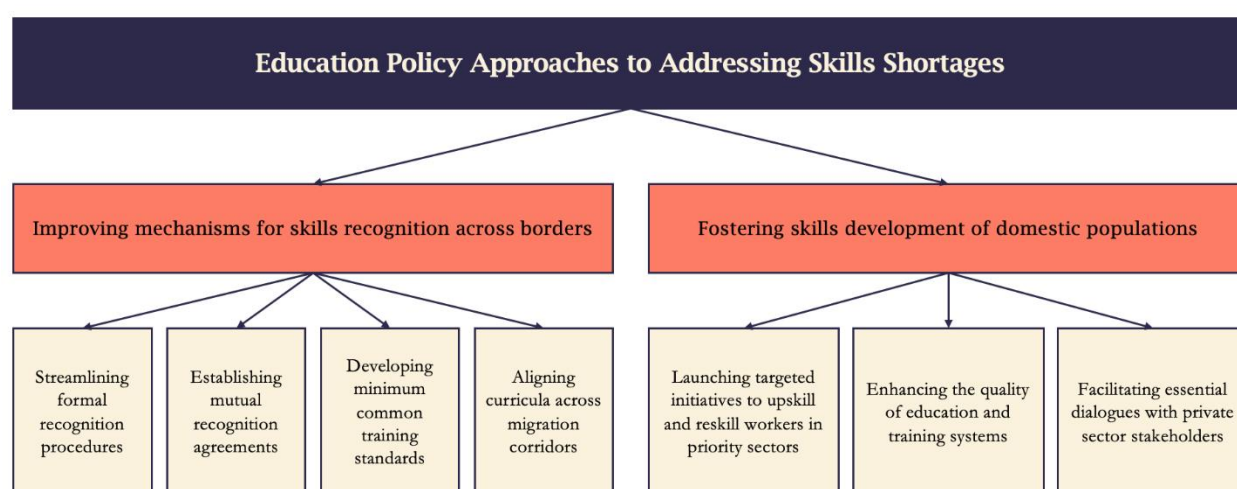 Education Policy Approaches to Addressing Skills Shortages
Improving mechanisms for skills recognition across borders
Fostering skills development of domestic populations
Streamlining
formal
recognition
procedures
Establishing
mutual
recognition
agreements
Developing
minimum
common
training
standards
Aligning
curricula across
migration
corridors
Launching targeted
initiatives to upskill
and reskill workers in
priority sectors
Enhancing the quality
of education and
training systems
Facilitating essential
dialogues with private
sector stakeholders